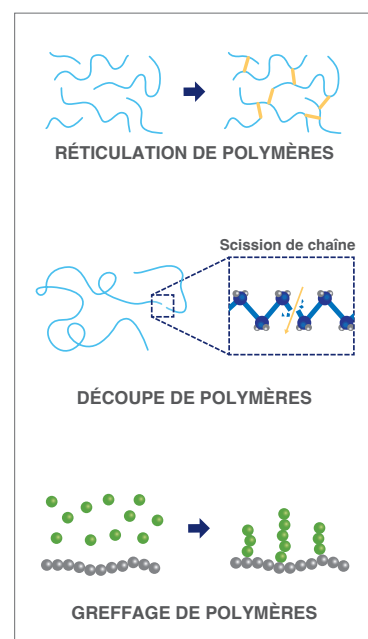 RÉTICULATION DE POLYMÈRES
Scission de chaîne
DÉCOUPE DE POLYMÈRES
GREFFAGE DE POLYMÈRES